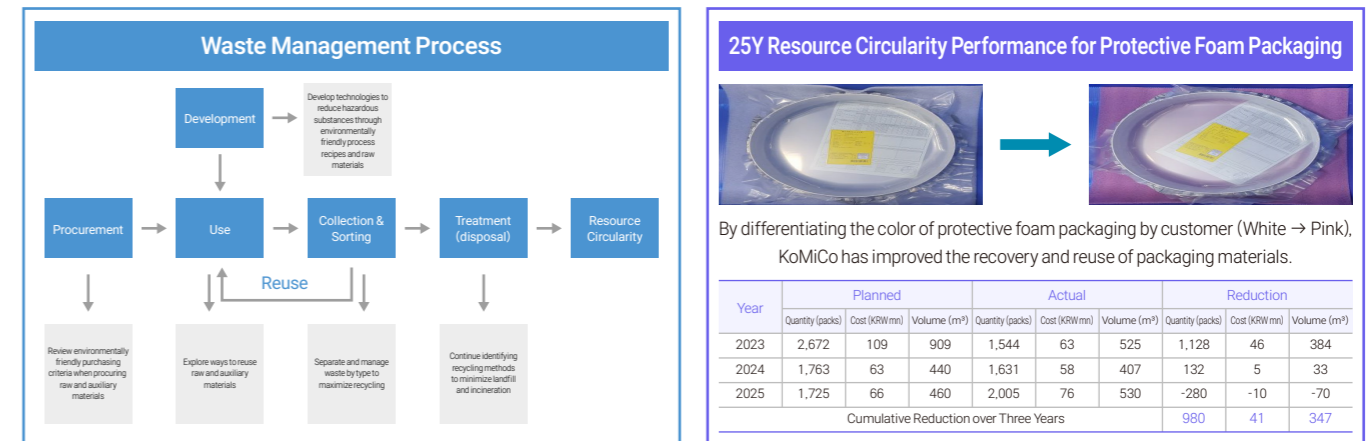 Waste Management Process
Development
Develop technologies to
reduce hazardous
substances through
environmentally
friendly process
recipes and raw
materials
Procurement
Use
Collection &
Sorting
Treatment
(disposal)
Resource
Circularity
Reuse
Review environmentally
friendly purchasing
criteria when procuring
raw and auxiliary
materials
Explore ways to reuse
raw and auxiliary
materials
Separate and manage
waste by type to
maximize recycling
Continue identifying
recycling methods
to minimize landfill
and incineration
25Y Resource Circularity Performance for Protective Foam Packaging
By differentiating the color of protective foam packaging by customer (White → Pink),
KoMiCo has improved the recovery and reuse of packaging materials.
Year Planned Actual Reduction
Quantity (packs) Cost (KRW mn) Volume (m³) Quantity (packs) Cost (KRW mn) Volume (m³) Quantity (packs) Cost (KRW mn) Volume (m³)
2023 2,672 109 909 1,544 63 525 1,128 46 384
2024 1,763 63 440 1,631 58 407 132 5 33
2025 1,725 66 460 2,005 76 530 -280 -10 -70
Cumulative Reduction over Three Years 980 41 347